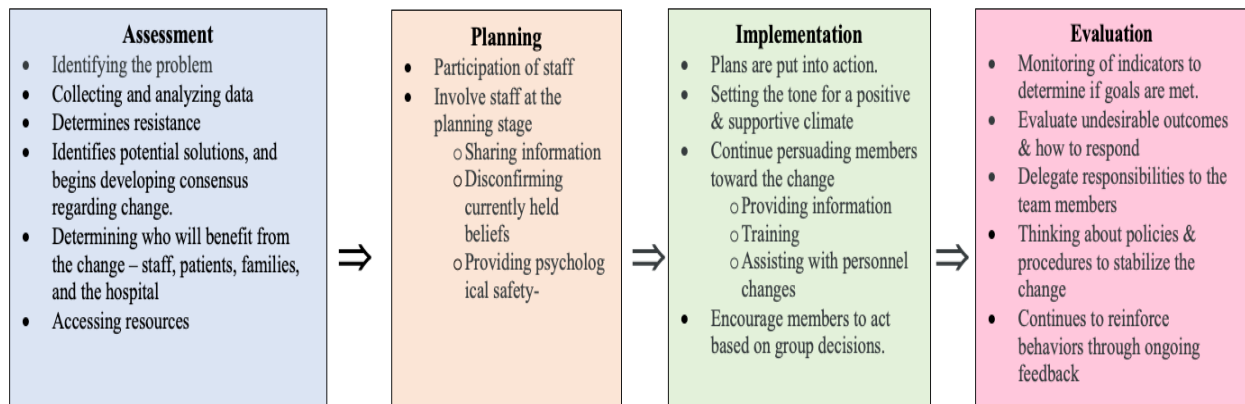 Assessment
• Identifying the problem
• Collecting and analyzing data
• Determines resistance
• Identifies potential solutions, and
begins developing consensus
regarding change.
• Determining who will benefit from
the change – staff, patients, families,
and the hospital
• Accessing resources
⇒
Planning
• Participation of staff
• Involve staff at the
planning stage
○ Sharing information
○ Disconfirming
currently held
beliefs
○ Providing psycholog
ical safety-
⇒
Implementation
• Plans are put into action.
• Setting the tone for a positive
& supportive climate
• Continue persuading members
toward the change
○ Providing information
○ Training
○ Assisting with personnel
changes
• Encourage members to act
based on group decisions.
⇒
Evaluation
• Monitoring of indicators to
determine if goals are met.
• Evaluate undesirable outcomes
& how to respond
• Delegate responsibilities to the
team members
• Thinking about policies &
procedures to stabilize the
change
• Continues to reinforce
behaviors through ongoing
feedback